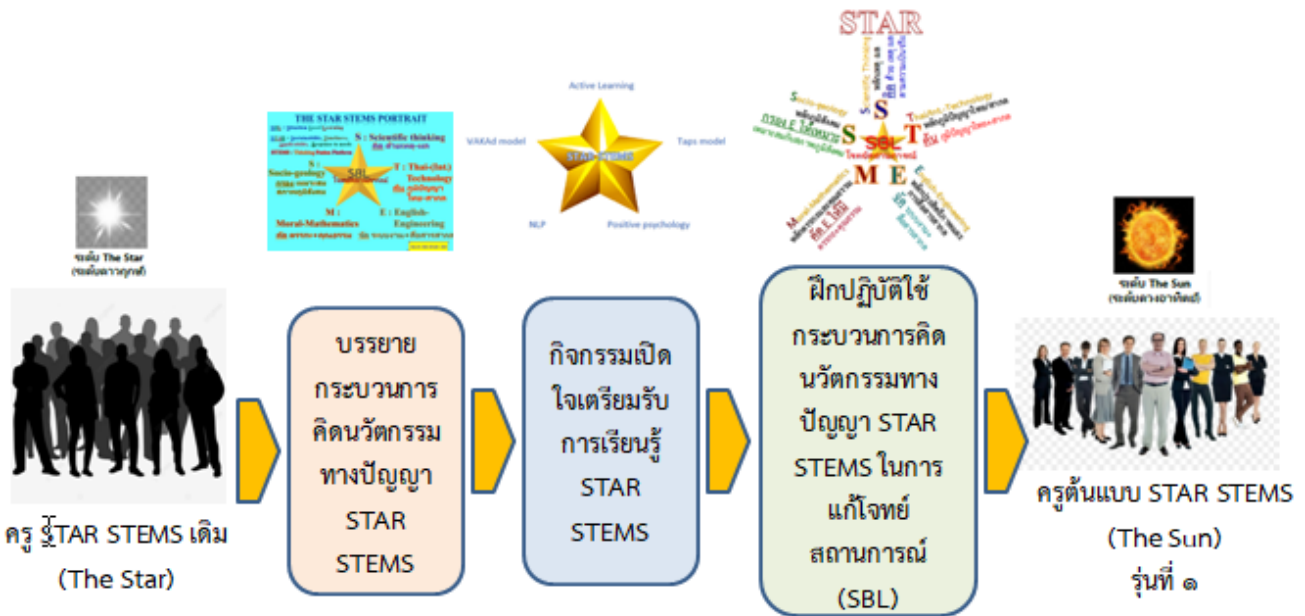 STAR
Active Learning
VAKAd model
STAR STEMS
Taps model
NLP
Positive psychology
THE STAR STEMS PORTRAIT
S : Scientific thinking
S :
Socio-geology
SBL
T : Thai-(Int.)
Technology
M :
Moral-Mathematics
E : English-
Engineering
Scientific Thinking
Socio-geology
S
S
T
SBL
M
E
ระดับ The Star
(ระดับดาวฤกษ์)
ระดับ The Sun
(ระดับดวงอาทิตย์)
ครู STAR STEMS เดิม
(The Star)
บรรยาย
กระบวนการ
คิดนวัตกรรม
ทางปัญญา
STAR
STEMS
กิจกรรมเปิด
ใจเตรียมรับ
การเรียนรู้
STAR
STEMS
ฝึกปฏิบัติใช้
กระบวนการคิด
นวัตกรรมทาง
ปัญญา STAR
STEMS ในการ
แก้โจทย์
สถานการณ์
(SBL)
ครูต้นแบบ STAR STEMS
(The Sun)
รุ่นที่ ๑